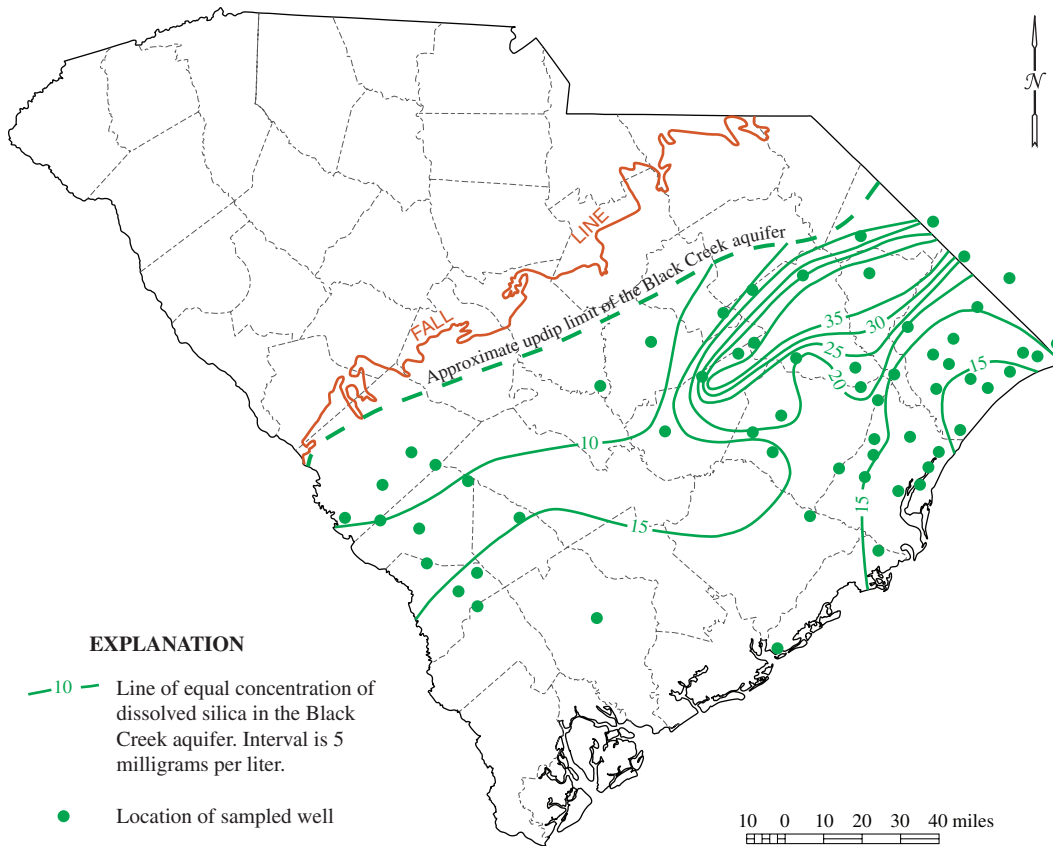 N
LINE
FALL
Approximate updip limit of the Black Creek aquifer
35
30
25
20
15
10
15
15
EXPLANATION
10
Line of equal concentration of
dissolved silica in the Black
Creek aquifer. Interval is 5
milligrams per liter.
Location of sampled well
10 0 10 20 30 40 miles